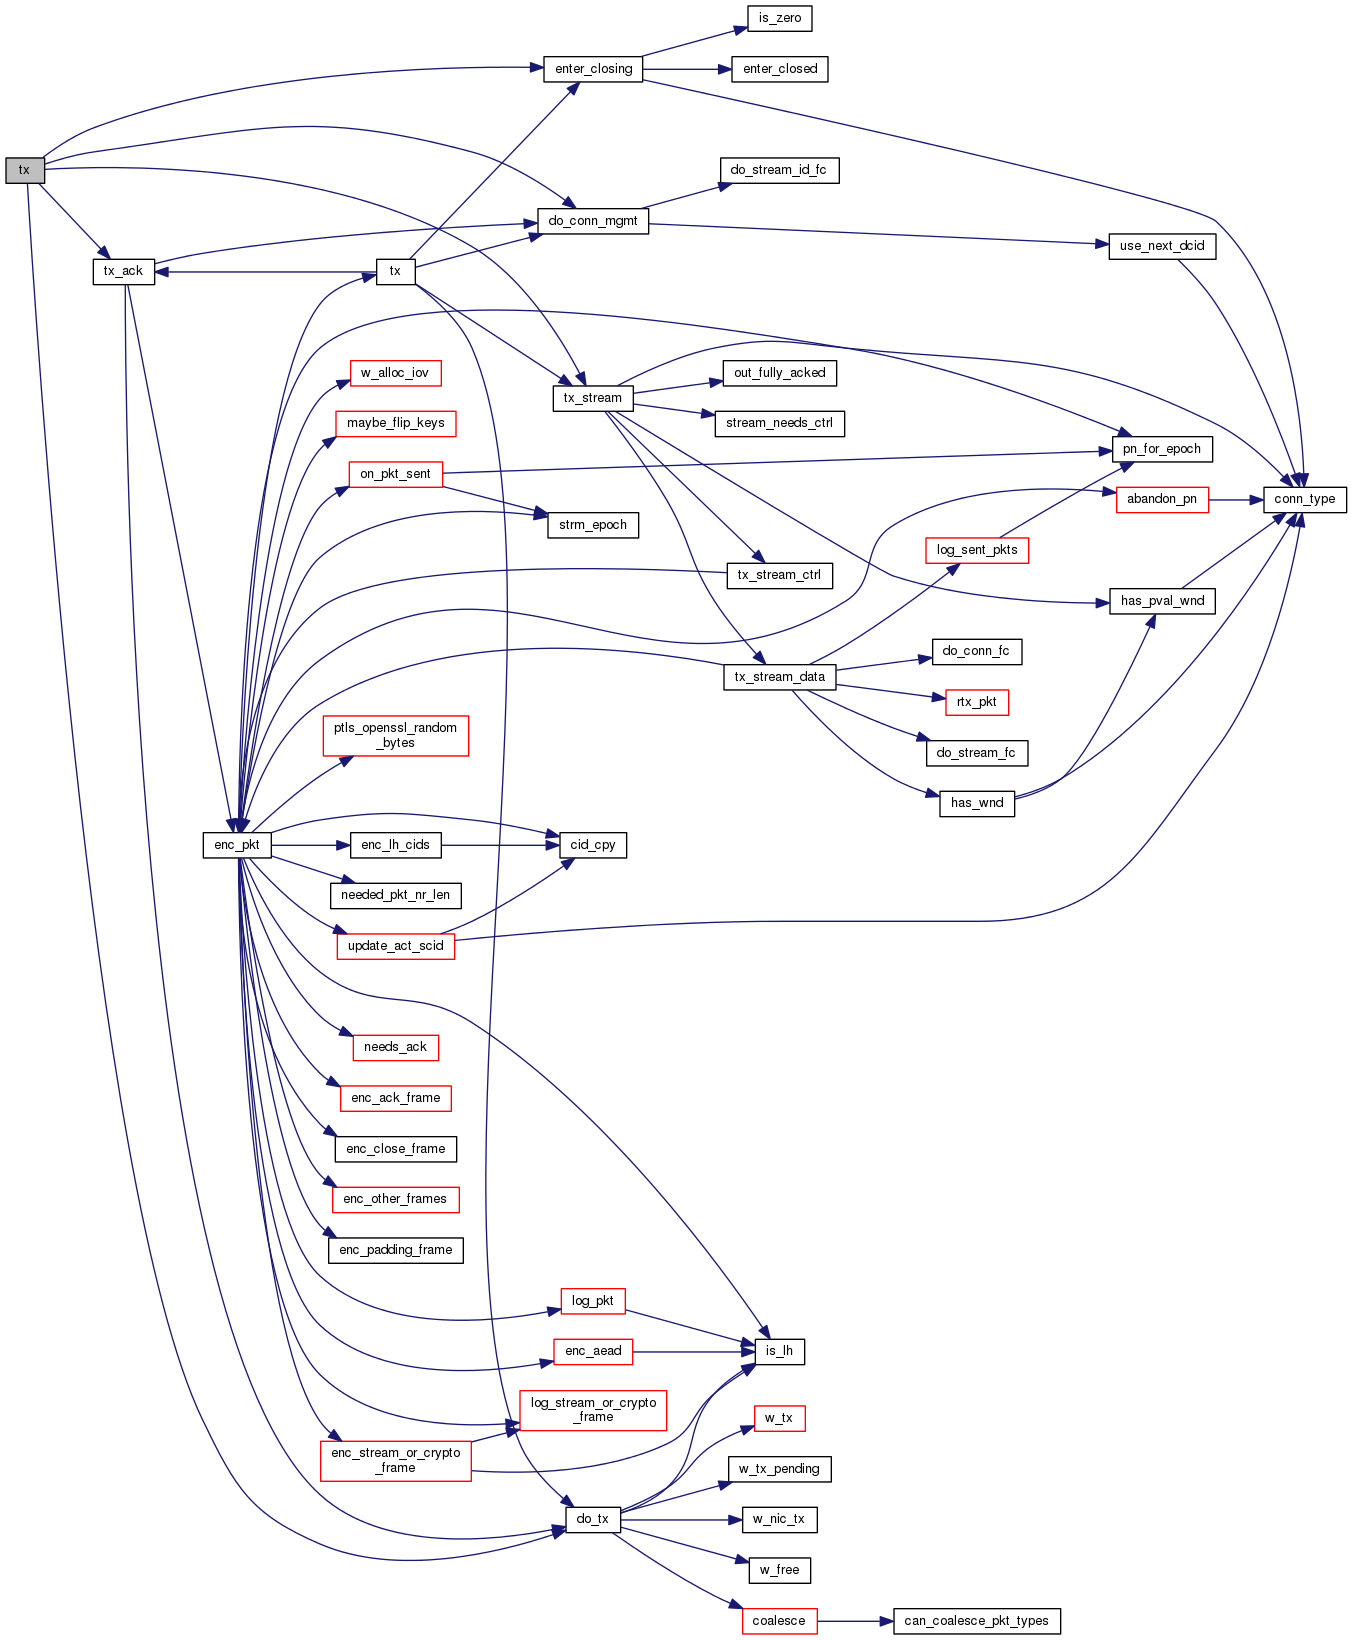 is_zero
enter_closing
enter_closed
tx
do_stream_id_fc
do_conn_mgmt
use_next_dcid
tx_ack
tx
w_alloc_iov
out_fully_acked
tx_stream
maybe_flip_keys
stream_needs_ctrl
pn_for_epoch
on_pkt_sent
abandon_pn
conn_type
strm_epoch
log_sent_pkts
tx_stream_ctrl
has_pval_wnd
do_conn_fc
tx_stream_data
rtx_pkt
ptls_openssl_random
_bytes
do_stream_fc
has_wnd
enc_pkt
enc_lh_cids
cid_cpy
needed_pkt_nr_len
update_act_scid
needs_ack
enc_ack_frame
enc_close_frame
enc_other_frames
enc_padding_frame
log_pkt
enc_aead
is_lh
log_stream_or_crypto
_frame
w_tx
enc_stream_or_crypto
_frame
w_tx_pending
do_tx
w_nic_tx
w_free
coalesce
can_coalesce_pkt_types